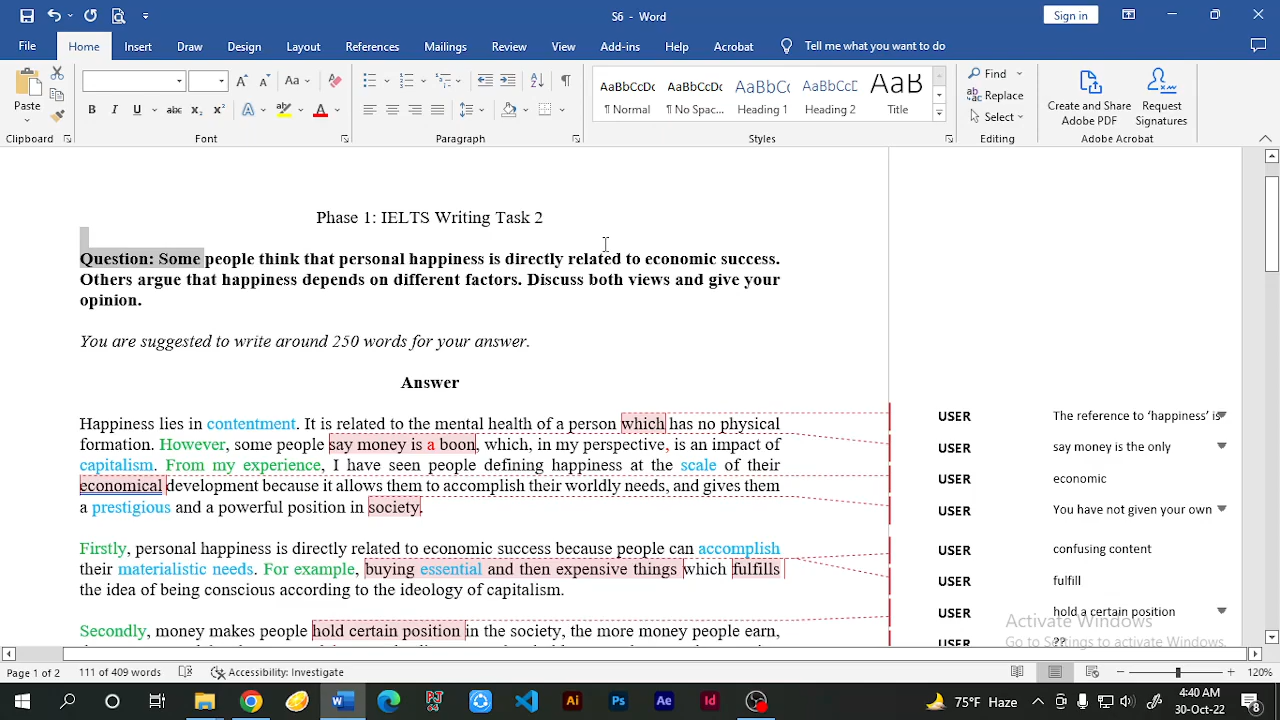 S6 - Word
Sign in
File Home Insert Draw Design Layout References Mailings Review View Add-ins Help Acrobat Tell me what you want to do
Paste
B I U abc x₂ x² A A
Aa
AaBbCcDc AaBbCcDc AaBbCc AaBbCcD AaB
¶ Normal ¶ No Spac... Heading 1 Heading 2 Title
Find
Replace
Select
Create and Share Adobe PDF
Request Signatures
Clipboard Font Paragraph Styles Editing Adobe Acrobat
Phase 1: IELTS Writing Task 2
Question: Some people think that personal happiness is directly related to economic success.
Others argue that happiness depends on different factors. Discuss both views and give your
opinion.
You are suggested to write around 250 words for your answer.
Answer
Happiness lies in contentment. It is related to the mental health of a person which has no physical
formation. However, some people say money is a boon, which, in my perspective, is an impact of
capitalism. From my experience, I have seen people defining happiness at the scale of their
economical development because it allows them to accomplish their worldly needs, and gives them
a prestigious and a powerful position in society.
Firstly, personal happiness is directly related to economic success because people can accomplish
their materialistic needs. For example, buying essential and then expensive things which fulfills
the idea of being conscious according to the ideology of capitalism.
Secondly, money makes people hold certain position in the society, the more money people earn,
USER The reference to ‘happiness’ is
USER say money is the only
USER economic
USER You have not given your own
USER confusing content
USER fulfill
USER hold a certain position
USER ??
Activate Windows
Go to Settings to activate Windows.
Page 1 of 2 111 of 409 words Accessibility: Investigate 120%
Ai Ps Ae Id
75°F Haze
4:40 AM
30-Oct-22
8